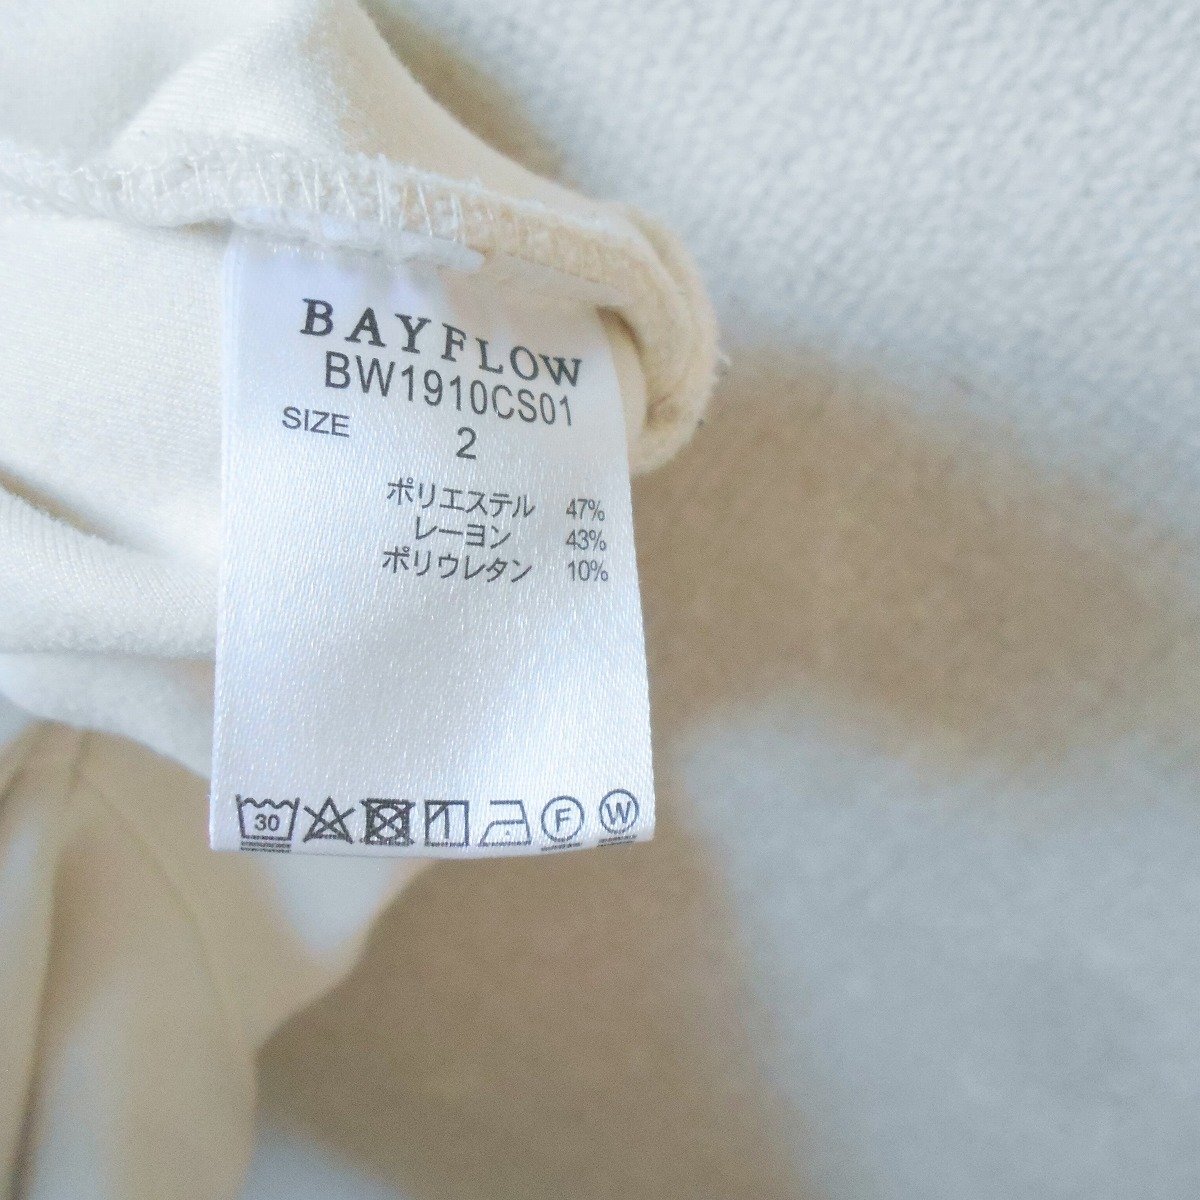 BAYFLOW
BW1910CS01
SIZE 2
ポリエステル 47%
レーヨン 43%
ポリウレタン 10%
30 F W